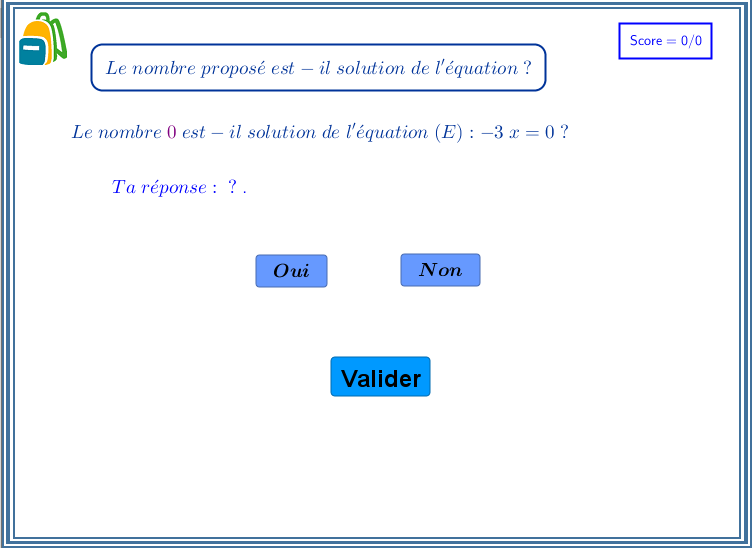 Score = 0/0
Le nombre proposé est − il solution de l'équation ?
Le nombre 0 est − il solution de l'équation (E) : −3 x = 0 ?
Ta réponse : ? .
Oui
Non
Valider